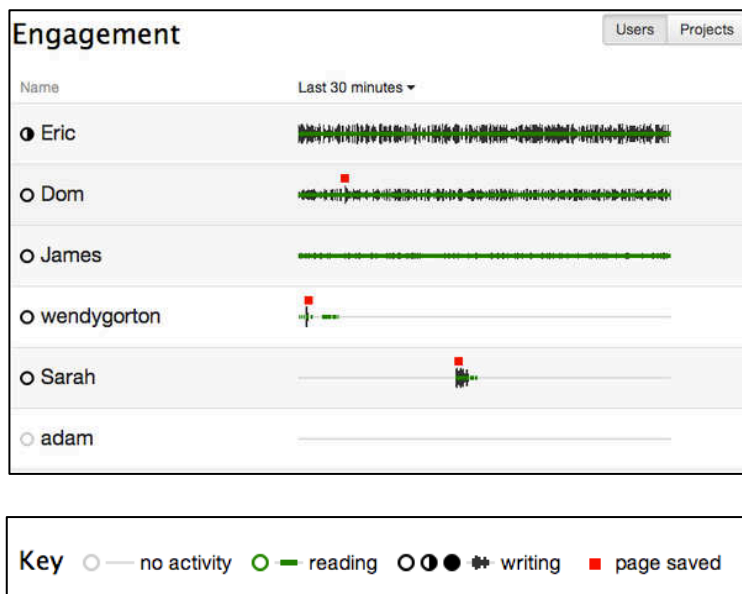 Engagement
Users Projects
Name Last 30 minutes
Eric
Dom
James
wendygorton
Sarah
adam
Key no activity reading writing page saved